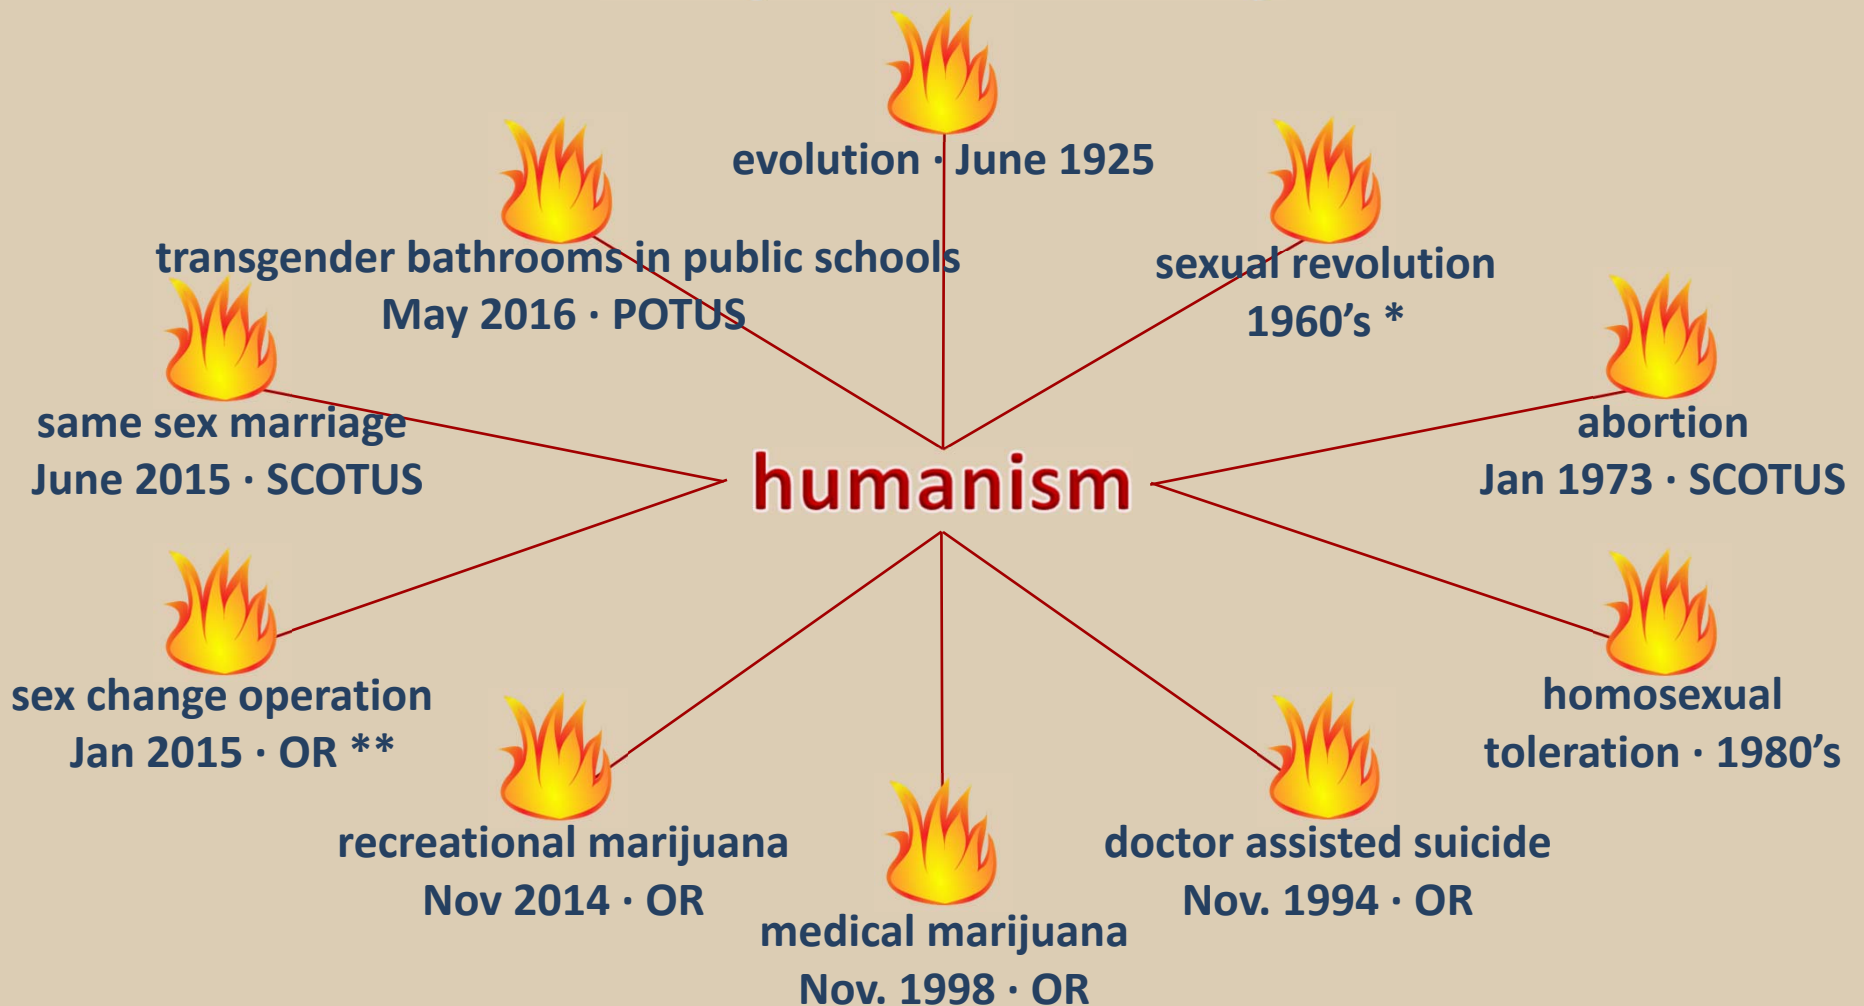 evolution · June 1925
transgender bathrooms in public schools
May 2016 · POTUS
sexual revolution
1960’s *
same sex marriage
June 2015 · SCOTUS
humanism
abortion
Jan 1973 · SCOTUS
sex change operation
Jan 2015 · OR **
homosexual
toleration · 1980’s
recreational marijuana
Nov 2014 · OR
doctor assisted suicide
Nov. 1994 · OR
medical marijuana
Nov. 1998 · OR